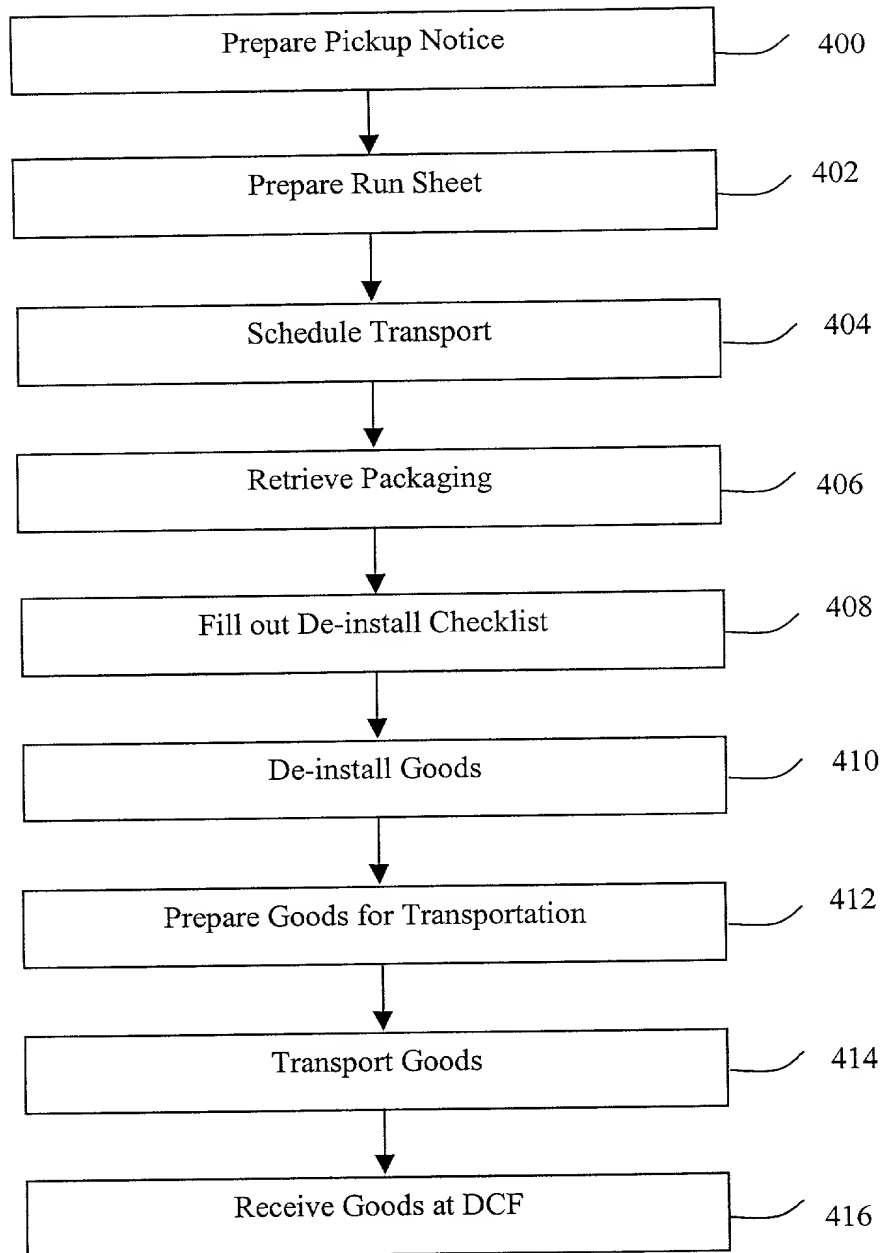 Prepare Pickup Notice 400
Prepare Run Sheet 402
Schedule Transport 404
Retrieve Packaging 406
Fill out De-install Checklist 408
De-install Goods 410
Prepare Goods for Transportation 412
Transport Goods 414
Receive Goods at DCF 416